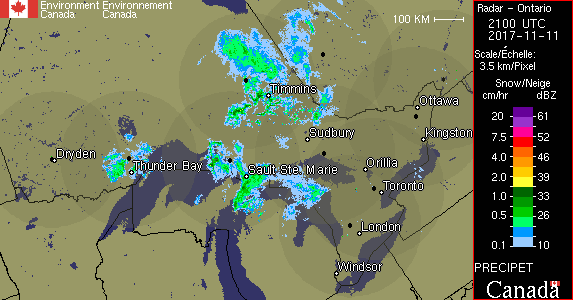 Environment Environnement
Canada Canada
100 KM
Timmins
Ottawa
Sudbury
Kingston
Dryden
Thunder Bay
Sault Ste. Marie
Orillia
Toronto
London
Windsor
Radar - Ontario
2100 UTC
2017-11-11
Scale/Échelle:
3.5 km/Pixel
Snow/Neige
cm/hr dBZ
20 61
7.5 52
4.0 46
2.0 39
1.0 33
0.5 26
0.1 10
PRECIPET
Canada